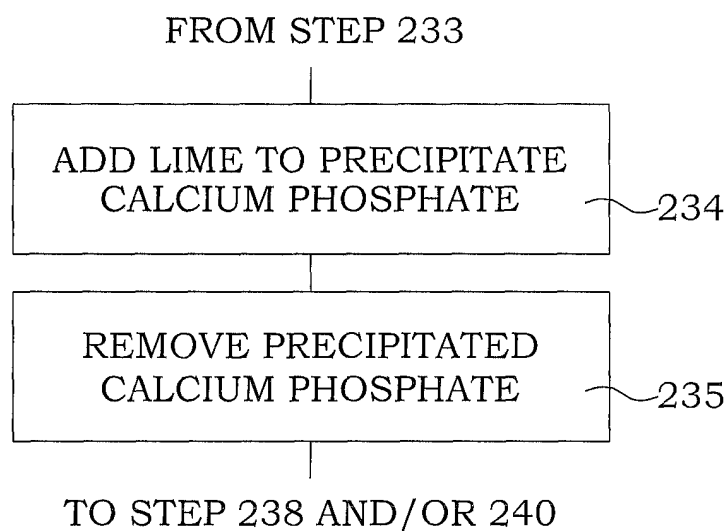 FROM STEP 233
ADD LIME TO PRECIPITATE
CALCIUM PHOSPHATE
234
REMOVE PRECIPITATED
CALCIUM PHOSPHATE
235
TO STEP 238 AND/OR 240